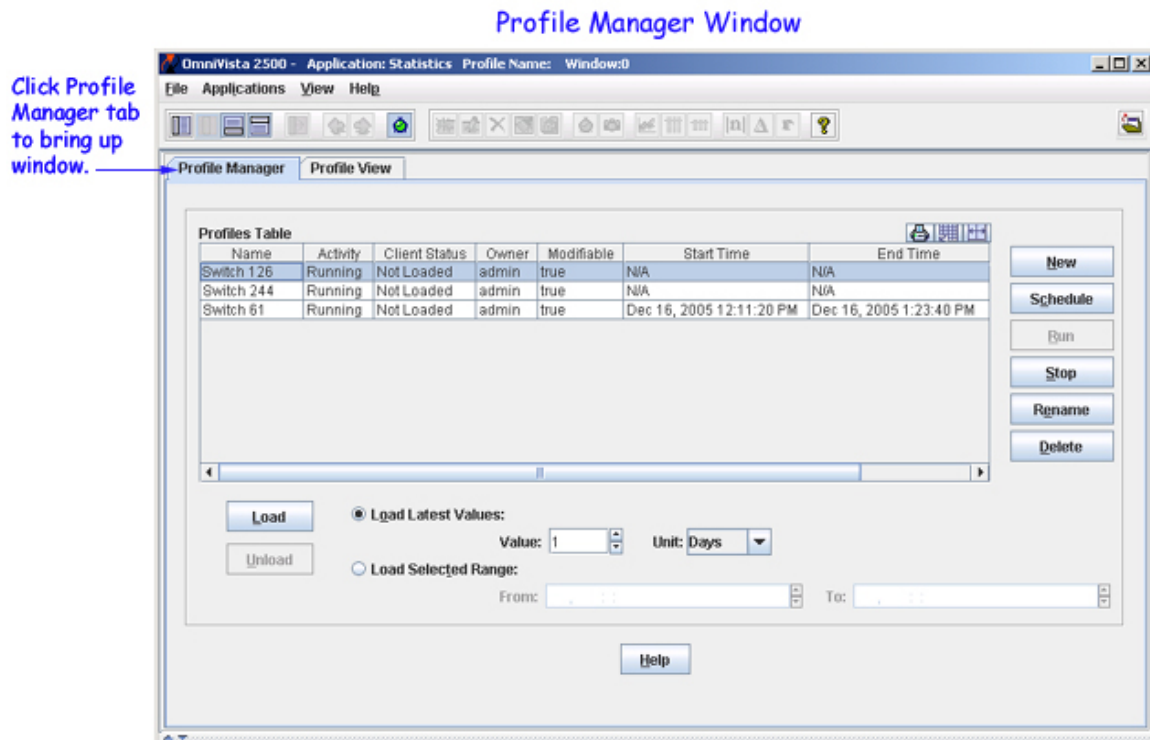 Profile Manager Window
Click Profile
Manager tab
to bring up
window.
OmniVista 2500 - Application: Statistics Profile Name: Window:0
File Applications View Help
Profile Manager Profile View
Profiles Table
Name Activity Client Status Owner Modifiable Start Time End Time
Switch 126 Running Not Loaded admin true N/A N/A
Switch 244 Running Not Loaded admin true N/A N/A
Switch 61 Running Not Loaded admin true Dec 16, 2005 12:11:20 PM Dec 16, 2005 1:23:40 PM
New
Schedule
Run
Stop
Rename
Delete
Load
Unload
Load Latest Values:
Value: 1 Unit: Days
Load Selected Range:
From: , : : To: , : :
Help